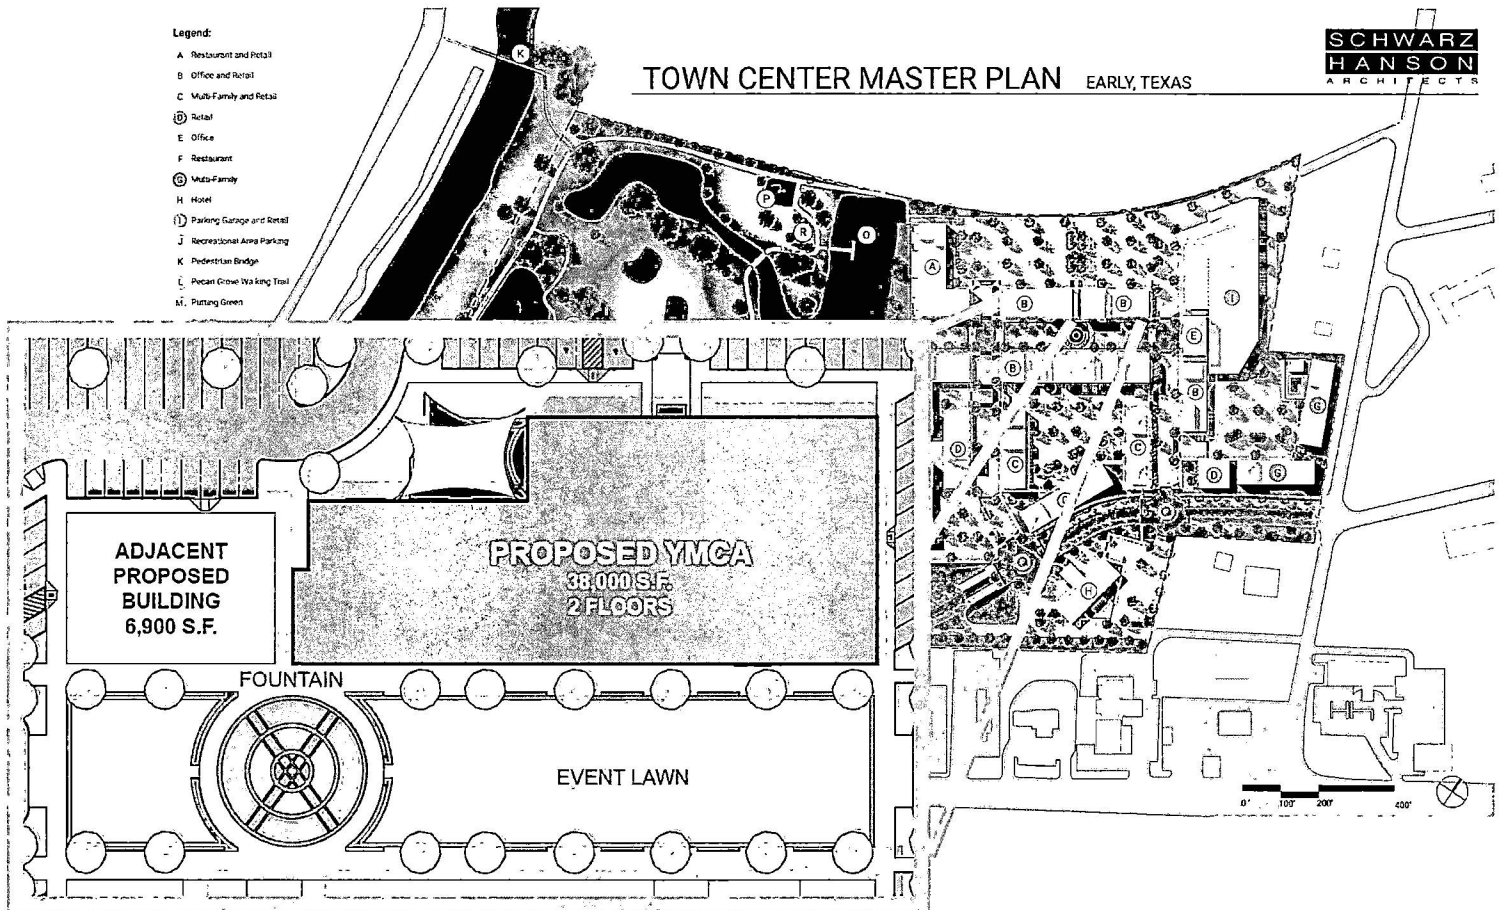 Legend:
A Restaurant and Retail
B Office and Retail
C Multi-Family and Retail
D Retail
E Office
F Restaurant
G Multi-Family
H Hotel
I Parking Garage and Retail
J Recreational Area Parking
K Pedestrian Bridge
L Pecan Grove Walking Trail
M. Putting Green
TOWN CENTER MASTER PLAN EARLY, TEXAS
SCHWARZ
HANSON
ARCHITECTS
K
P
R
O
A
B
B
I
E
B
B
G
D
C
C
D
G
H
ADJACENT
PROPOSED
BUILDING
6,900 S.F.
PROPOSED YMCA
38,000 S.F.
2 FLOORS
FOUNTAIN
EVENT LAWN
0' 100' 200' 400'